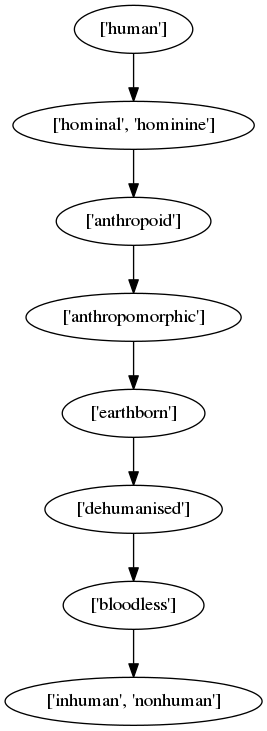 ['human']
['hominal', 'hominine']
['anthropoid']
['anthropomorphic']
['earthborn']
['dehumanised']
['bloodless']
['inhuman', 'nonhuman']